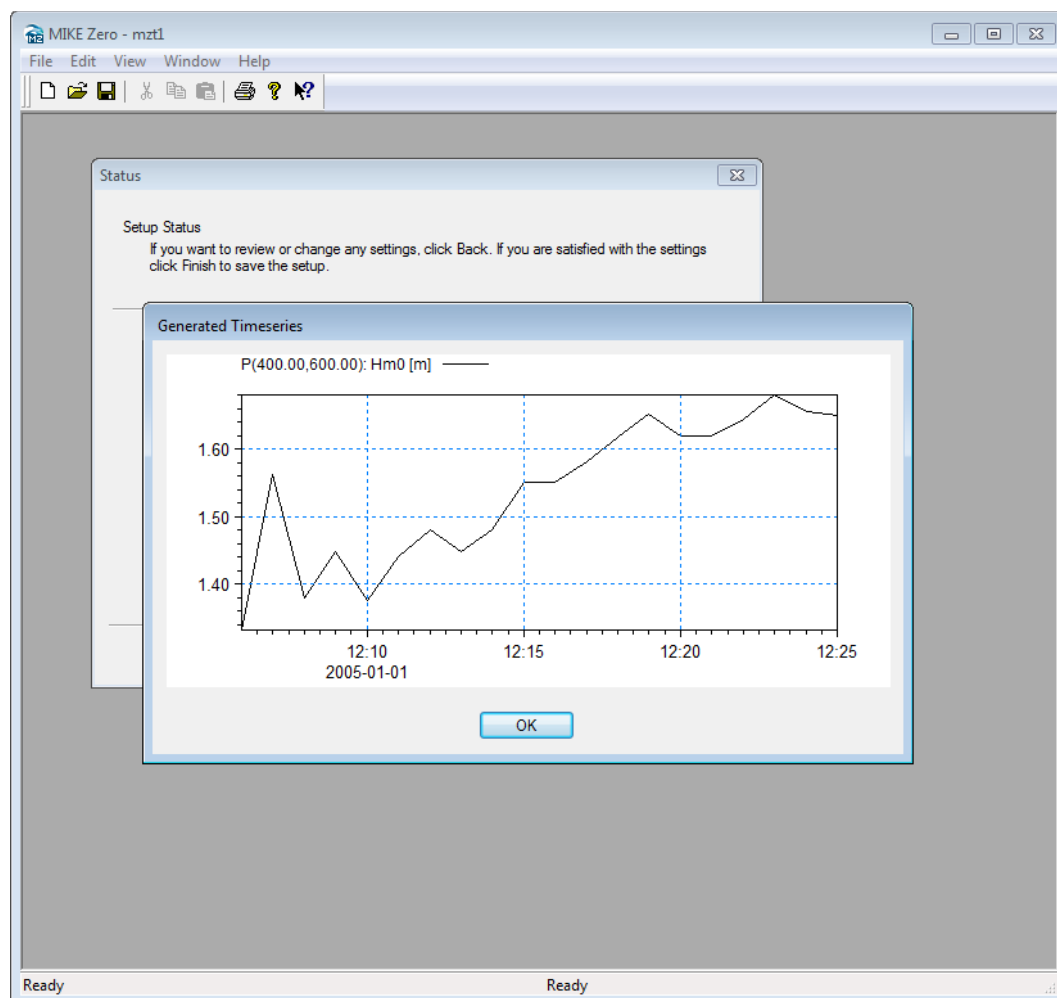 MIKE Zero - mzt1
File Edit View Window Help
Status
Setup Status
If you want to review or change any settings, click Back. If you are satisfied with the settings
click Finish to save the setup.
Generated Timeseries
P(400.00,600.00): Hm0 [m]
1.60
1.50
1.40
12:10 12:15 12:20 12:25
2005-01-01
OK
Ready Ready